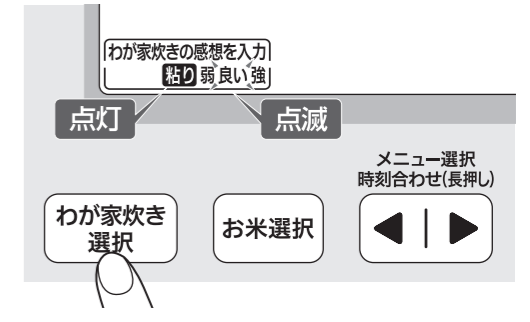 わが家炊きの感想を入力
粘り 弱 良い 強
点灯
点滅
メニュー選択
時刻合わせ(長押し)
わが家炊き
選択
お米選択